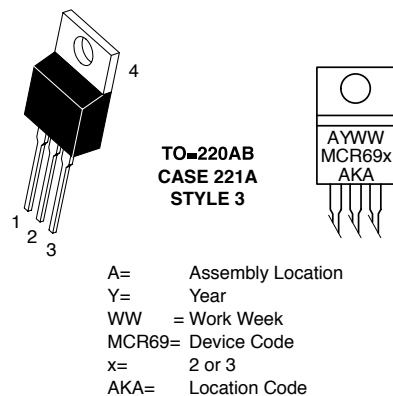 4
1
2
3
TO=220AB
CASE 221A
STYLE 3
AYWW
MCR69x
AKA
A= Assembly Location
Y= Year
WW = Work Week
MCR69= Device Code
x= 2 or 3
AKA= Location Code